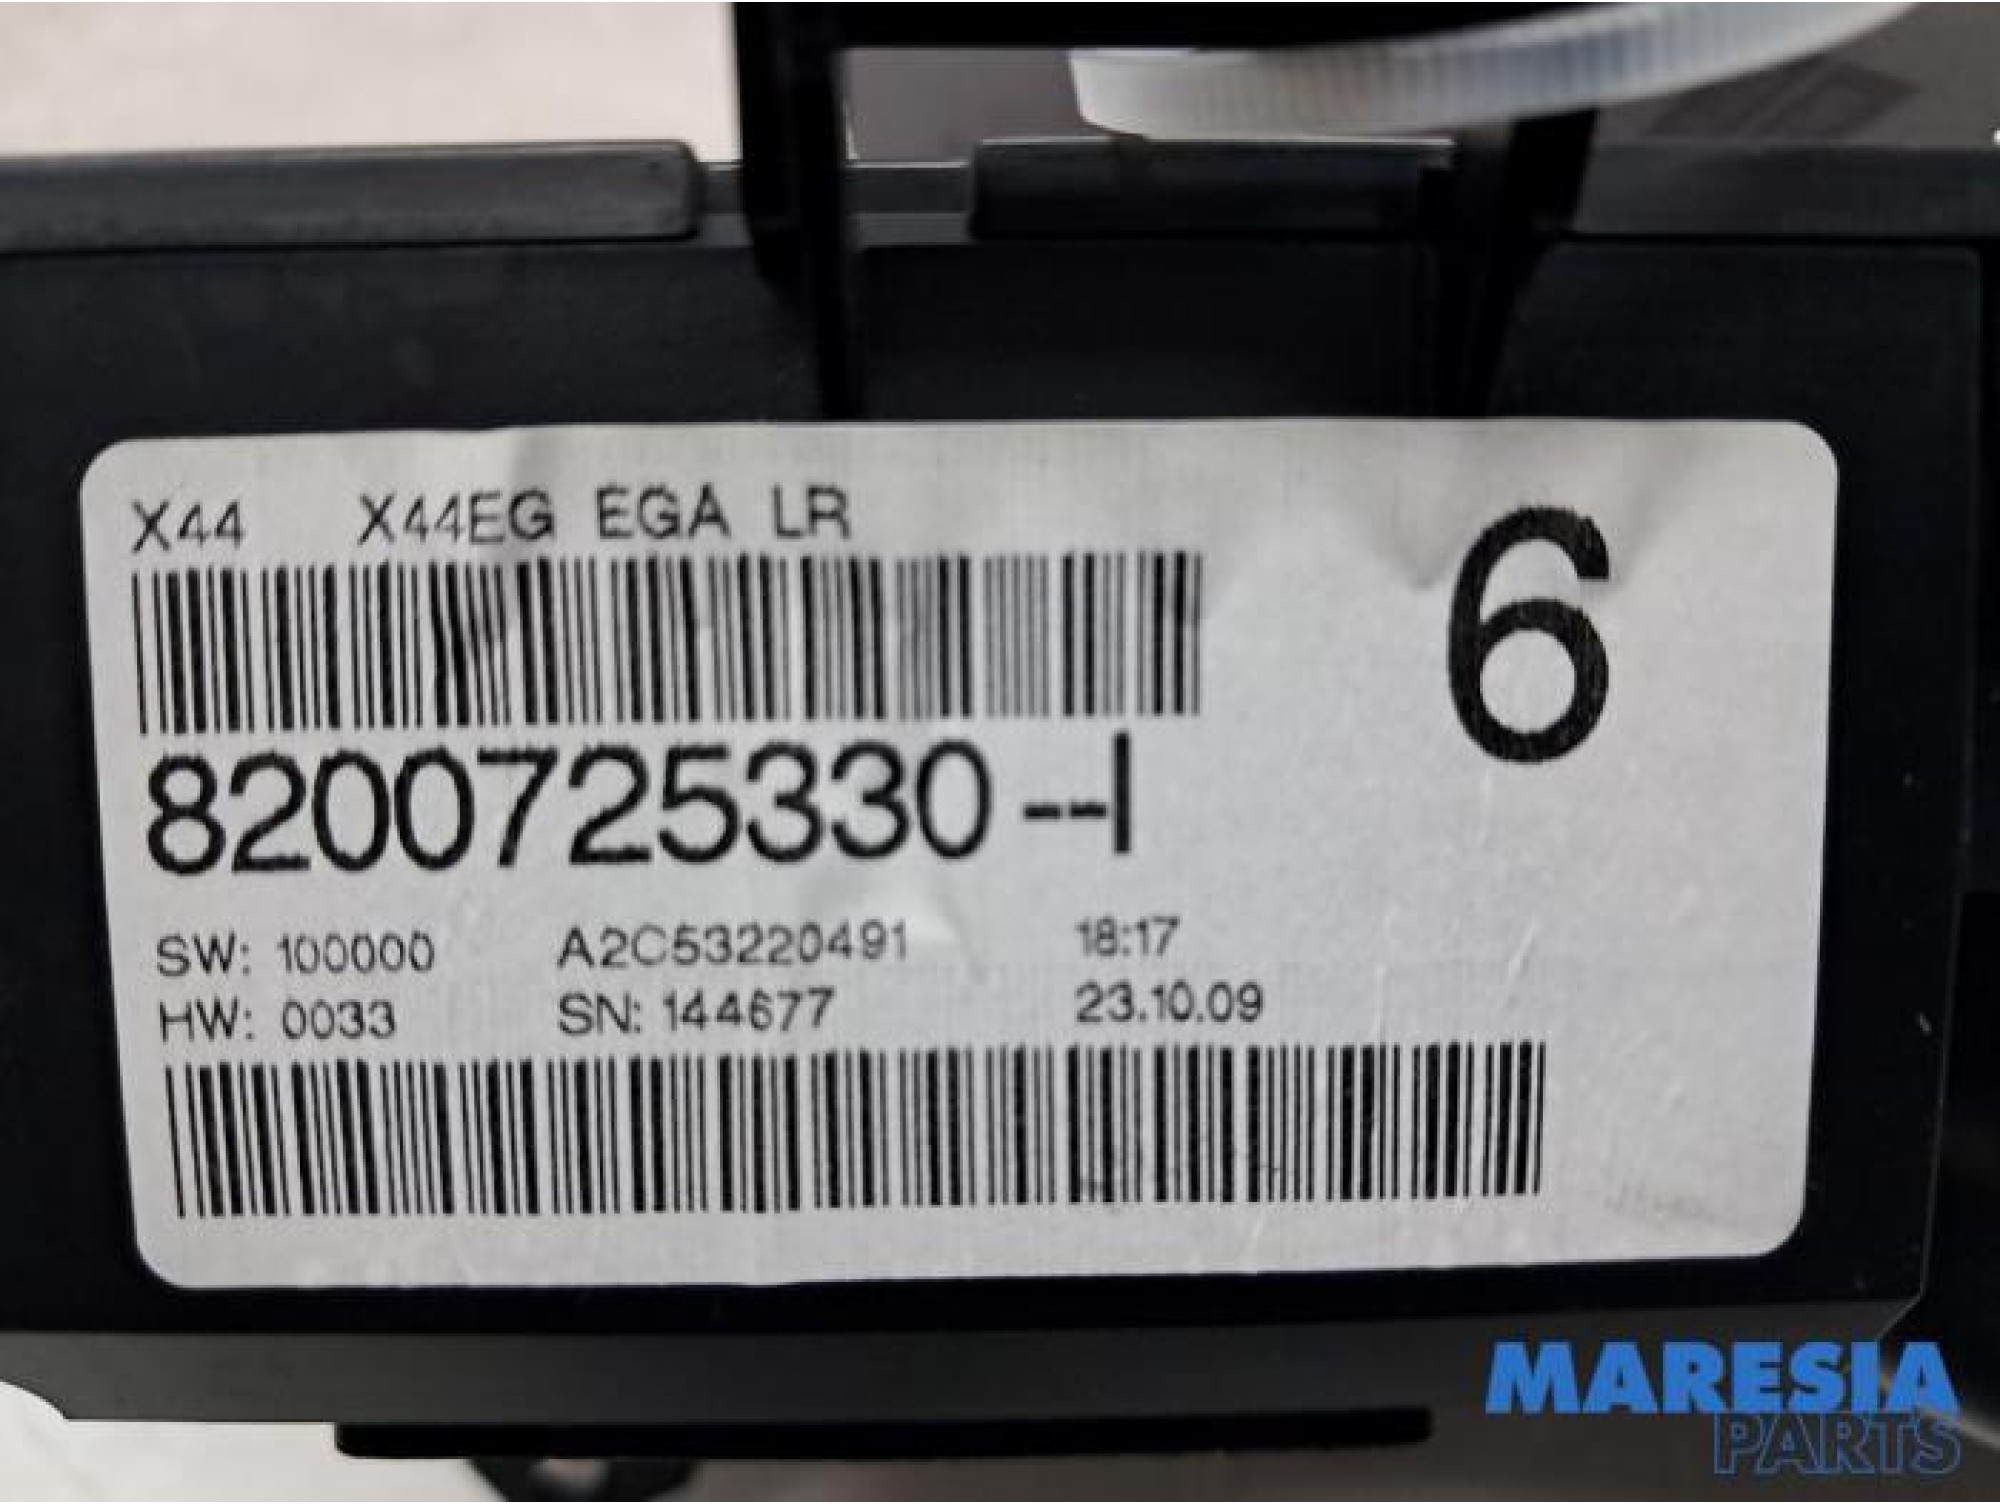 X44 X44EG EGA LR
6
8200725330--I
SW: 100000 A2C53220491 18:17
HW: 0033 SN: 144677 23.10.09
MARESIA
PARTS